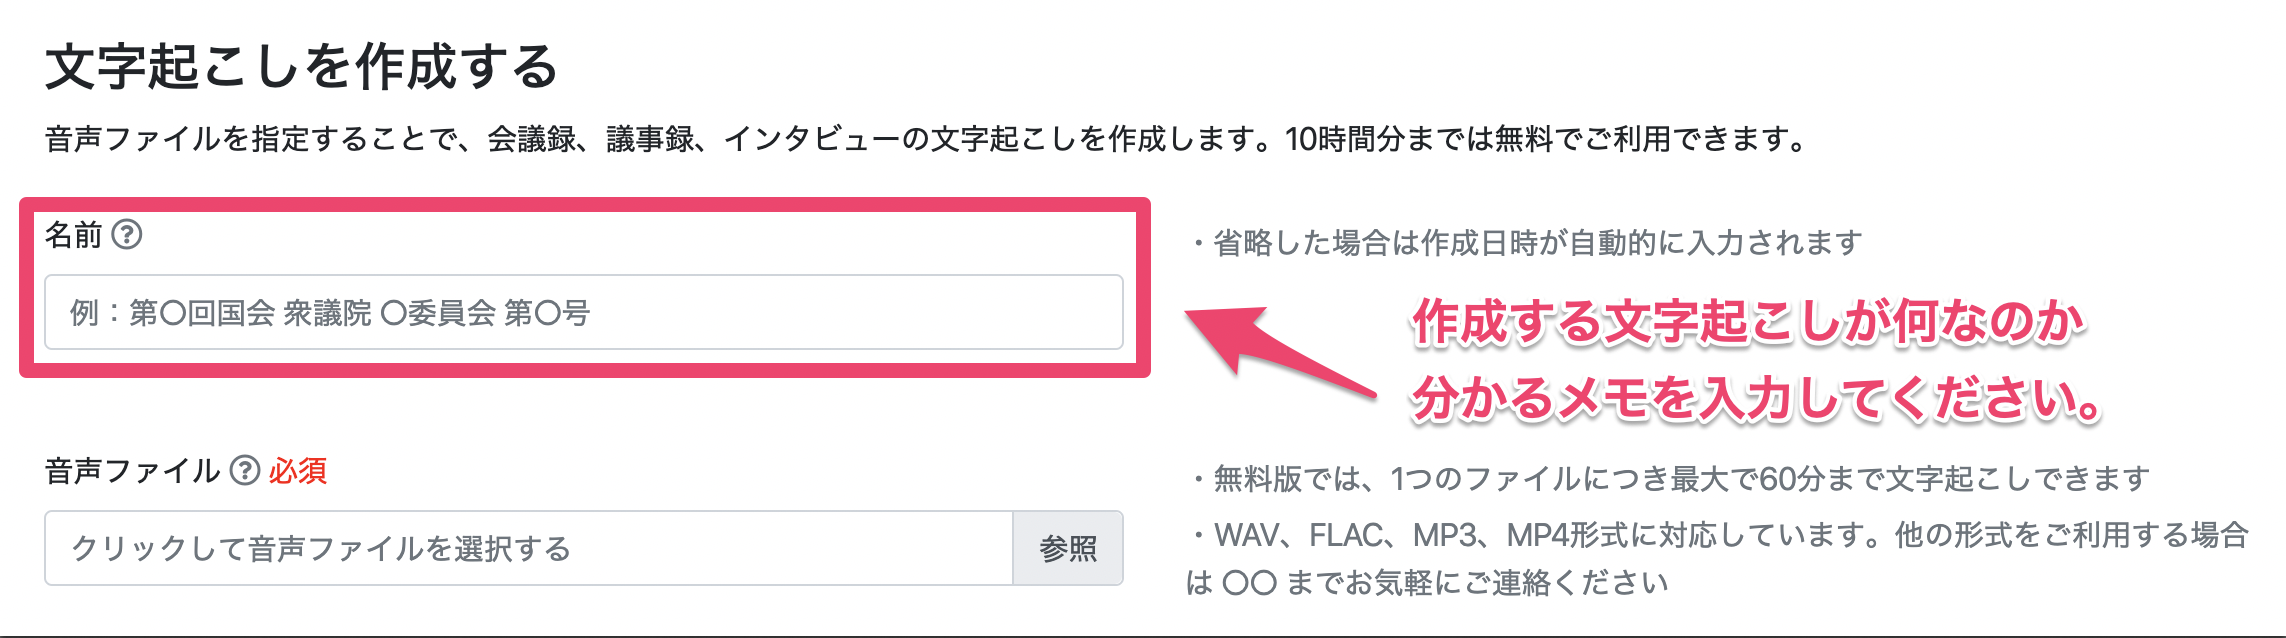 文字起こしを作成する
音声ファイルを指定することで、会議録、議事録、インタビューの文字起こしを作成します。10時間分までは無料でご利用できます。
名前 ?
・省略した場合は作成日時が自動的に入力されます
例：第〇回国会 衆議院 〇委員会 第〇号
作成する文字起こしが何なのか
分かるメモを入力してください。
音声ファイル ? 必須
クリックして音声ファイルを選択する 参照
・無料版では、1つのファイルにつき最大で60分まで文字起こしできます
・WAV、FLAC、MP3、MP4形式に対応しています。他の形式をご利用する場合
は 〇〇 までお気軽にご連絡ください